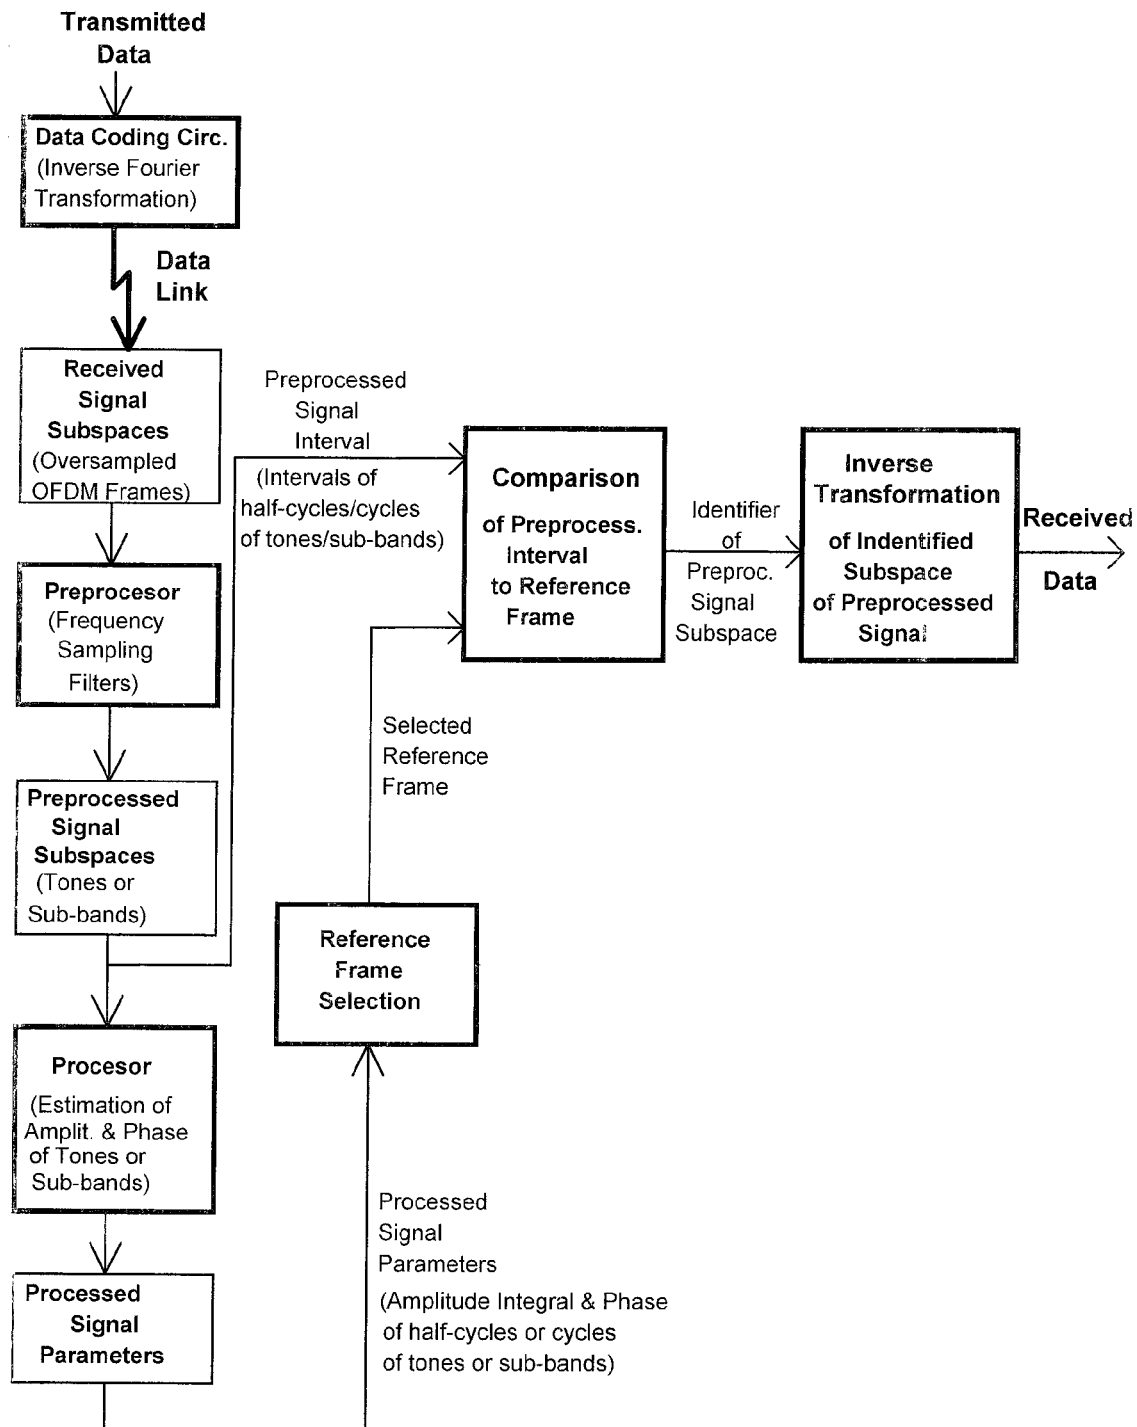 Transmitted
Data
Data Coding Circ.
(Inverse Fourier
Transformation)
Data
Link
Received
Signal
Subspaces
(Oversampled
OFDM Frames)
Preprocesor
(Frequency
Sampling
Filters)
Preprocessed
Signal
Subspaces
(Tones or
Sub-bands)
Procesor
(Estimation of
Amplit. & Phase
of Tones or
Sub-bands)
Processed
Signal
Parameters
Preprocessed
Signal
Interval
(Intervals of
half-cycles/cycles
of tones/sub-bands)
Selected
Reference
Frame
Reference
Frame
Selection
Processed
Signal
Parameters
(Amplitude Integral & Phase
of half-cycles or cycles
of tones or sub-bands)
Comparison
of Preprocess.
Interval
to Reference
Frame
Identifier
of
Preproc.
Signal
Subspace
Inverse
Transformation
of Indentified
Subspace
of Preprocessed
Signal
Received
Data